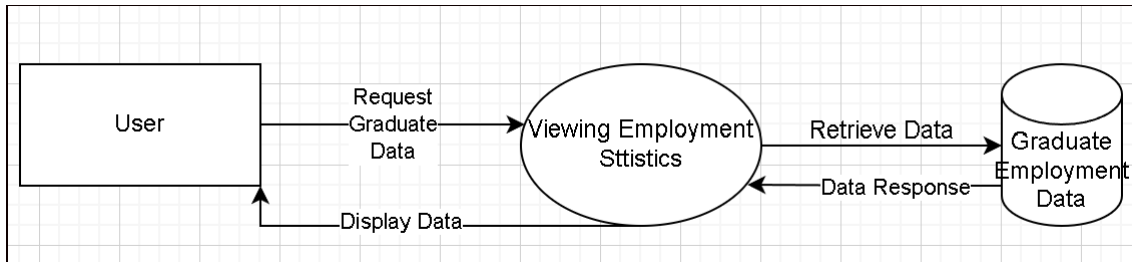 User
Request
Graduate
Data
Viewing Employment
Sttistics
Retrieve Data
Graduate
Employment
Data
Data Response
Display Data